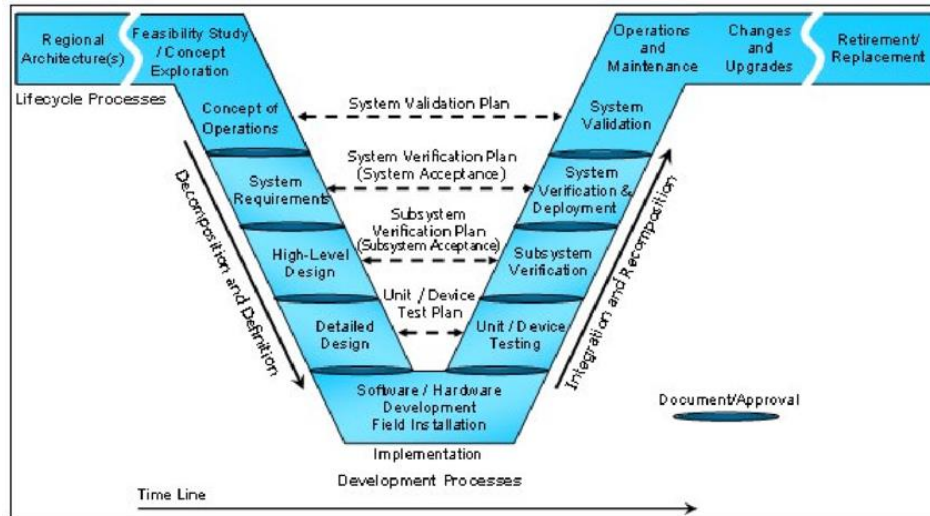 Regional
Architecture(s)
Feasibility Study
/ Concept
Exploration
Operations
and
Maintenance
Changes
and
Upgrades
Retirement/
Replacement
Lifecycle Processes
Concept of
Operations
System Validation Plan
System
Validation
System
Requirements
System Verification Plan
(System Acceptance)
System
Verification &
Deployment
High-Level
Design
Subsystem
Verification Plan
(Subsystem Acceptance)
Subsystem
Verification
Detailed
Design
Unit / Device
Test Plan
Unit / Device
Testing
Decomposition and Definition
Integration and Recomposition
Software / Hardware
Development
Field Installation
Document/Approval
Implementation
Development Processes
Time Line